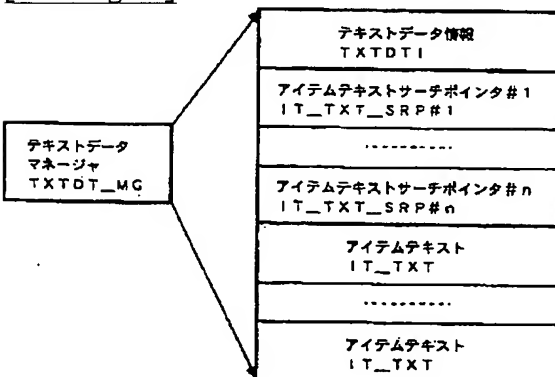 テキストデータ
マネージャ
TXTDT_MG
テキストデータ情報
TXTDTI
アイテムテキストサーチポインタ#1
IT_TXT_SRP#1
‥‥‥‥‥
アイテムテキストサーチポインタ#n
IT_TXT_SRP#n
アイテムテキスト
IT_TXT
‥‥‥‥‥
アイテムテキスト
IT_TXT